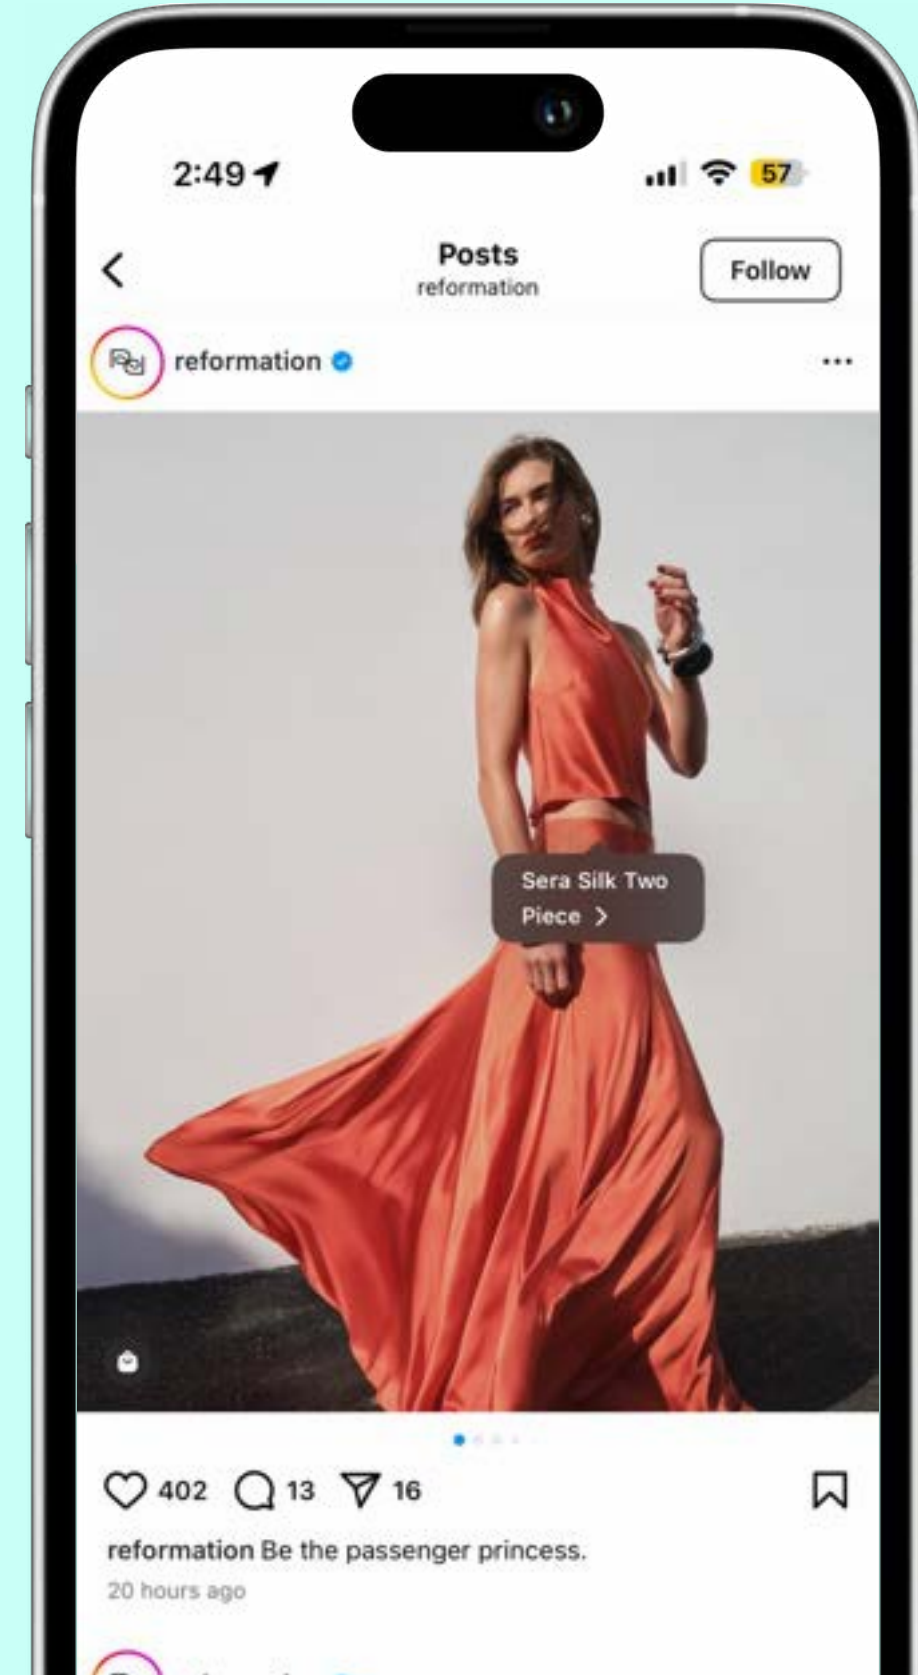 2:49
57
Posts
reformation
Follow
reformation
Sera Silk Two
Piece
402 13 16
reformation Be the passenger princess.
20 hours ago